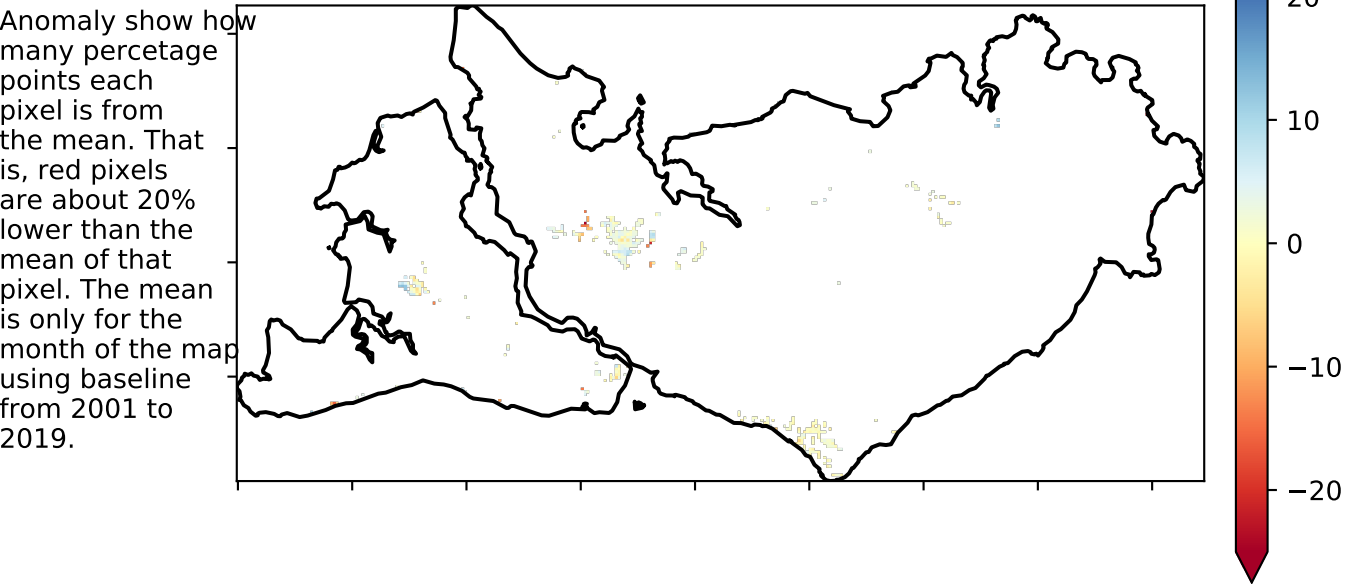 Anomaly show how
many percetage
points each
pixel is from
the mean. That
is, red pixels
are about 20%
lower than the
mean of that
pixel. The mean
is only for the
month of the map
using baseline
from 2001 to
2019.
20
10
0
−10
−20